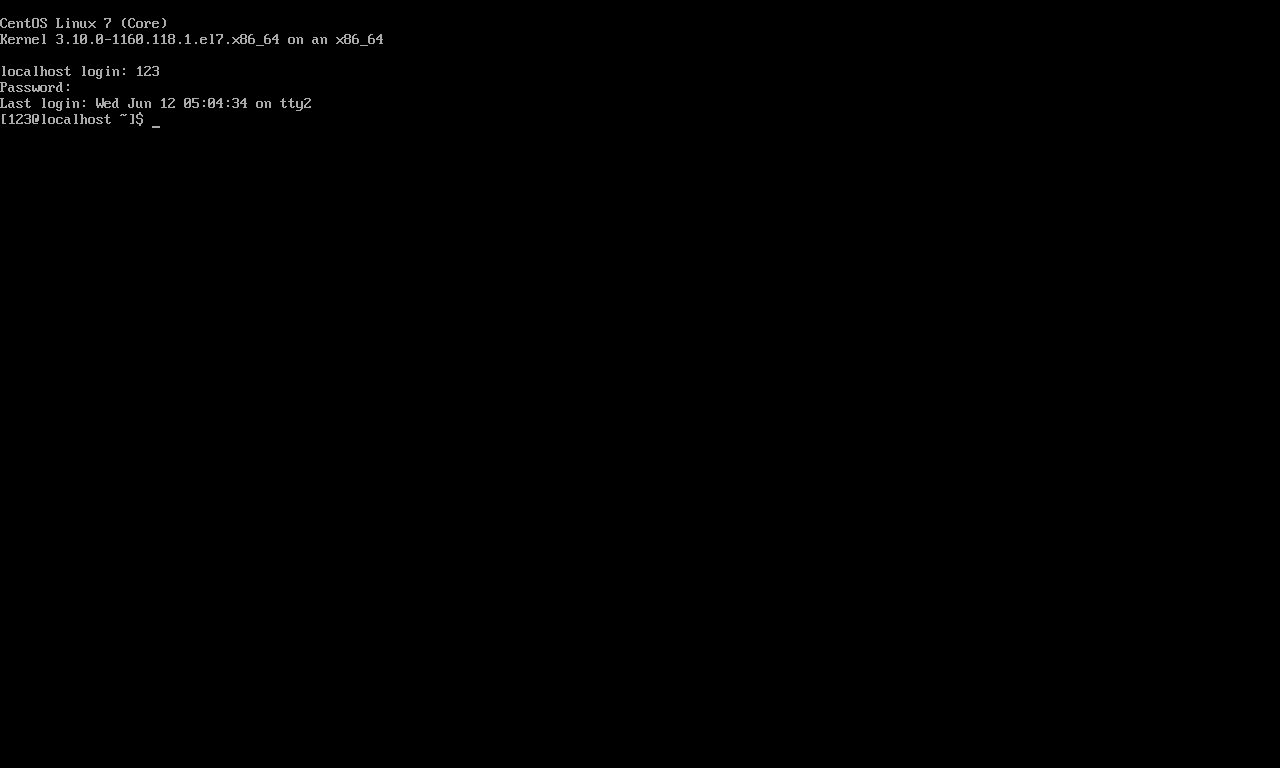 CentOS Linux 7 (Core)
Kernel 3.10.0-1160.118.1.el7.x86_64 on an x86_64
localhost login: 123
Password:
Last login: Wed Jun 12 05:04:34 on tty2
[123@localhost ~]$ _